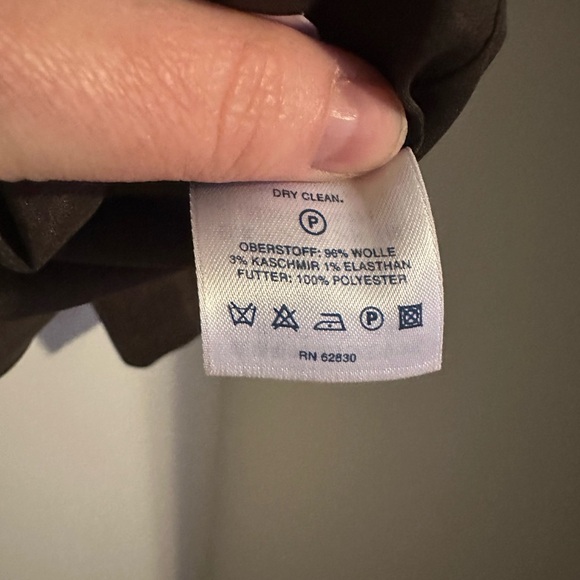 DRY CLEAN.
P
OBERSTOFF: 96% WOLLE
3% KASCHMIR 1% ELASTHAN
FUTTER: 100% POLYESTER
P
RN 62830